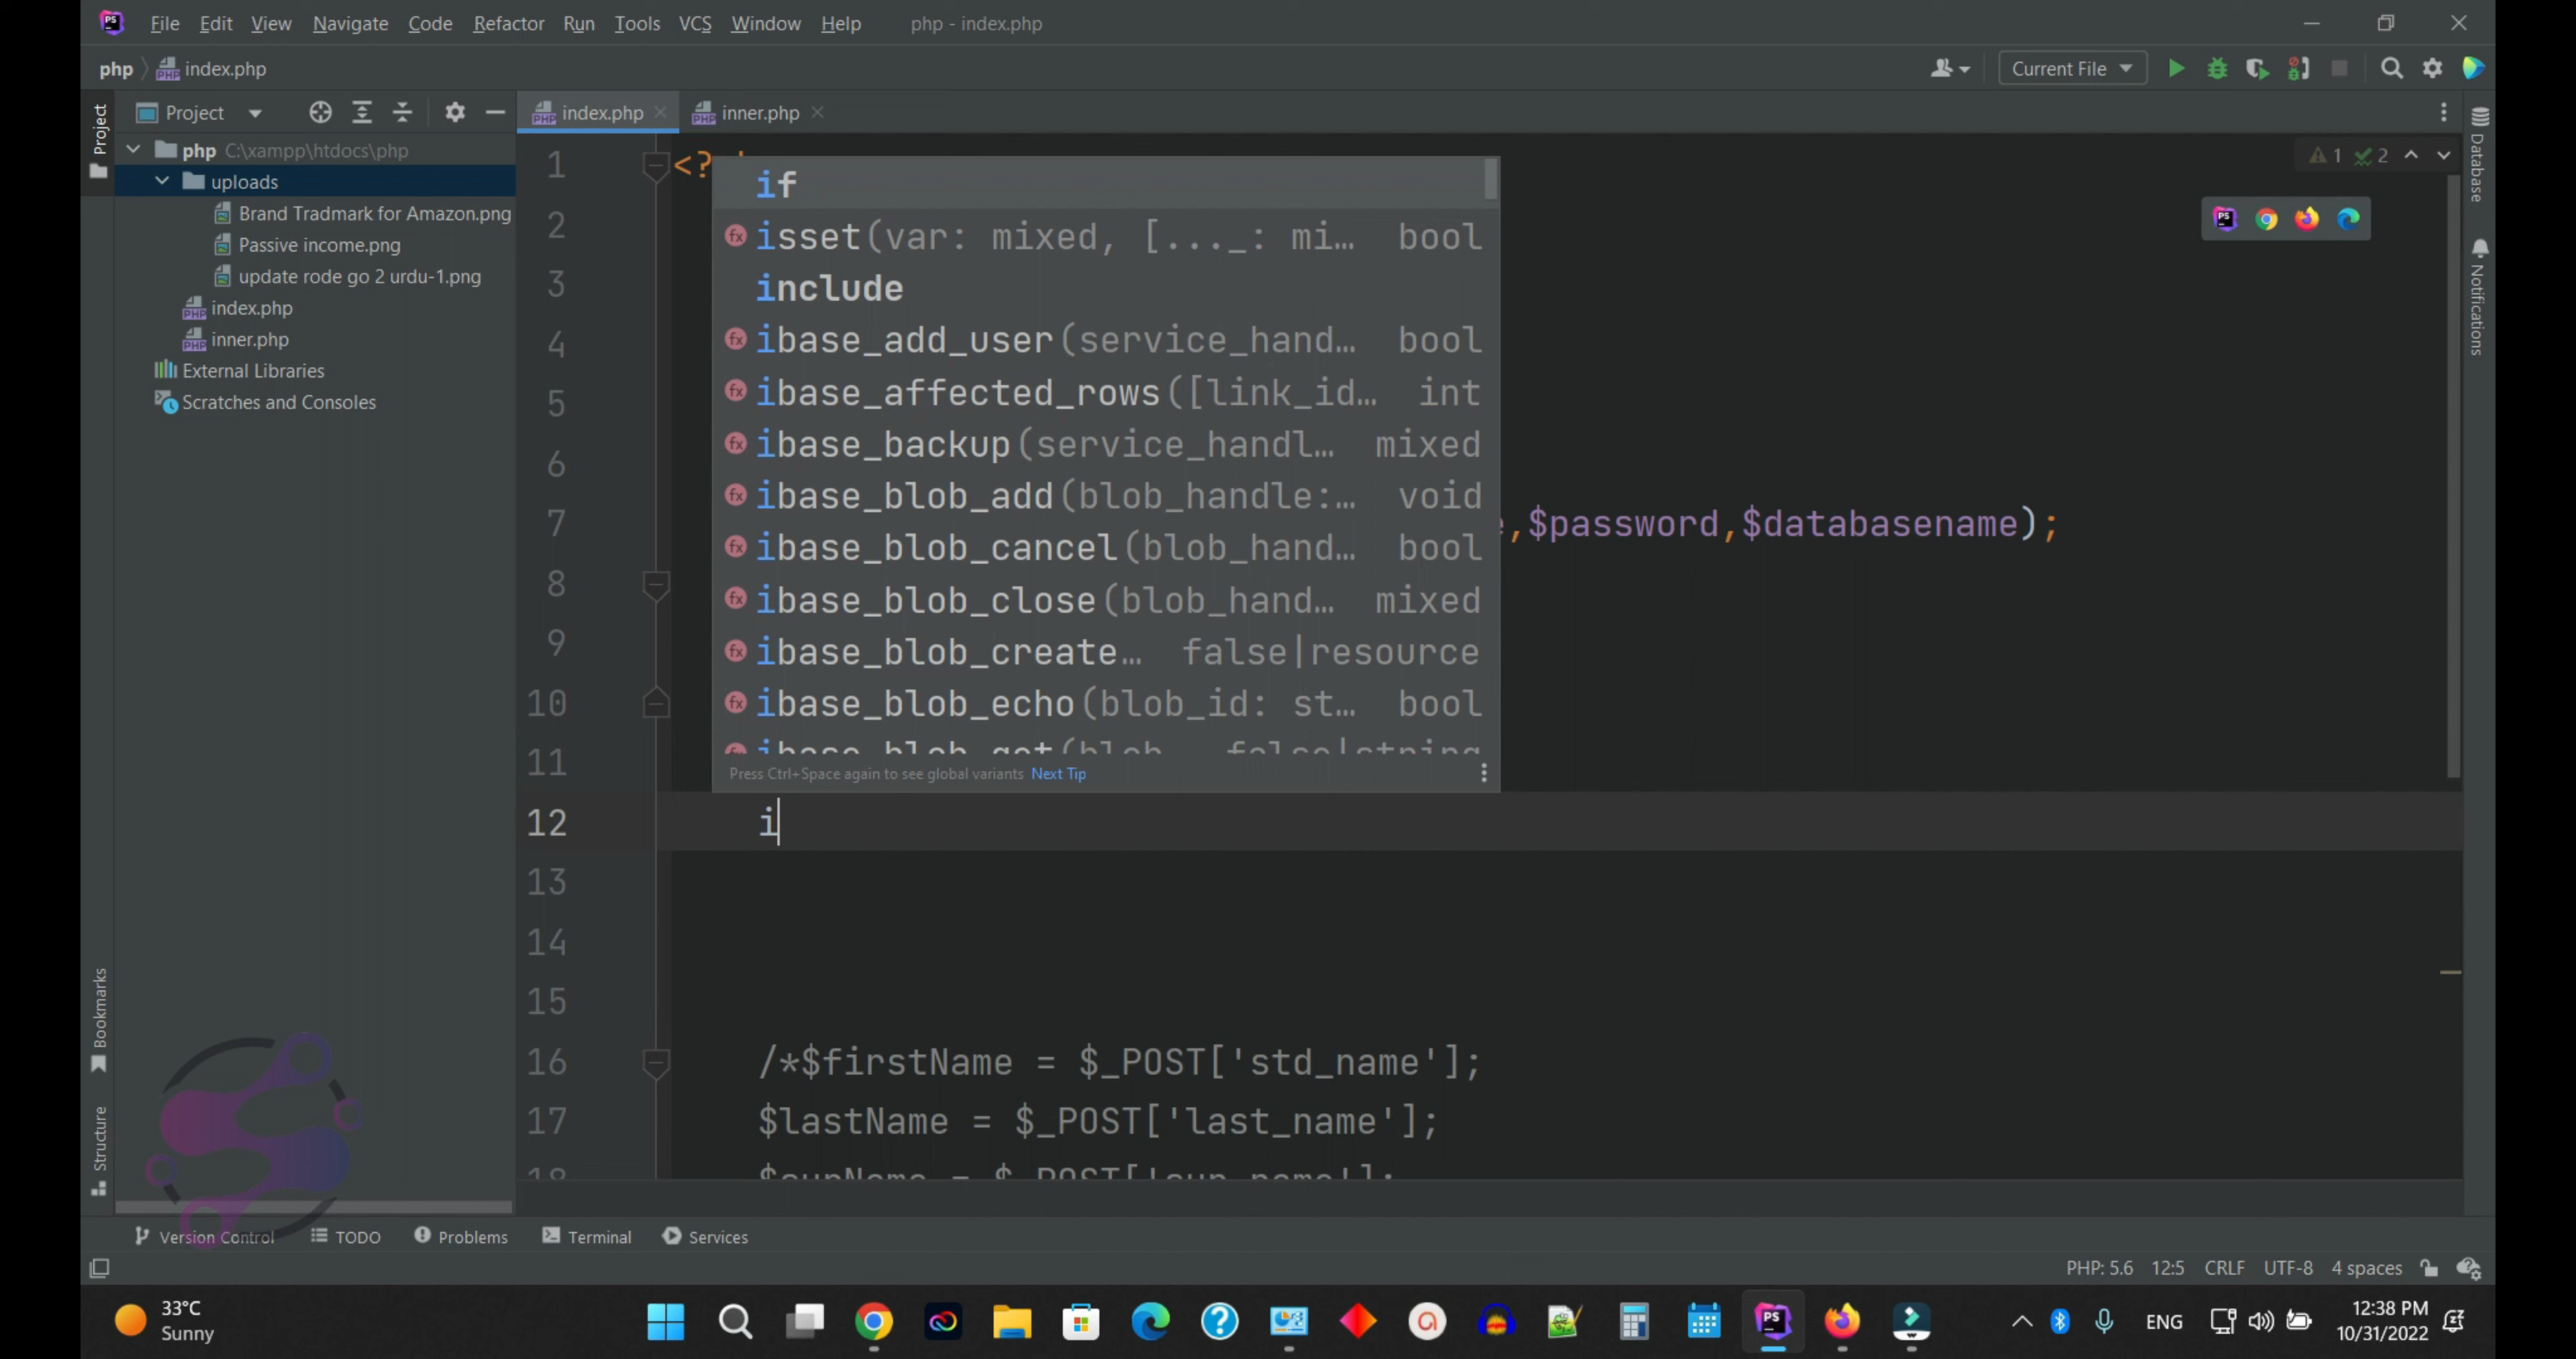 File Edit View Navigate Code Refactor Run Tools VCS Window Help php - index.php
php index.php Current File
Project index.php inner.php
Project
php C:\xampp\htdocs\php
uploads
Brand Tradmark for Amazon.png
Passive income.png
update rode go 2 urdu-1.png
index.php
inner.php
External Libraries
Scratches and Consoles
Bookmarks
Structure
1 <?
2
3
4
5
6
7 ,$password,$databasename);
8
9
10
11
12 i
13
14
15
16 /*$firstName = $_POST['std_name'];
17 $lastName = $_POST['last_name'];
if
isset(var: mixed, [..._: mi… bool
include
ibase_add_user(service_hand… bool
ibase_affected_rows([link_id… int
ibase_backup(service_handl… mixed
ibase_blob_add(blob_handle:… void
ibase_blob_cancel(blob_hand… bool
ibase_blob_close(blob_hand… mixed
ibase_blob_create… false|resource
ibase_blob_echo(blob_id: st… bool
Press Ctrl+Space again to see global variants Next Tip
1 2
Database
Notifications
Version Control TODO Problems Terminal Services
PHP: 5.6 12:5 CRLF UTF-8 4 spaces
33°C
Sunny
ENG
12:38 PM
10/31/2022